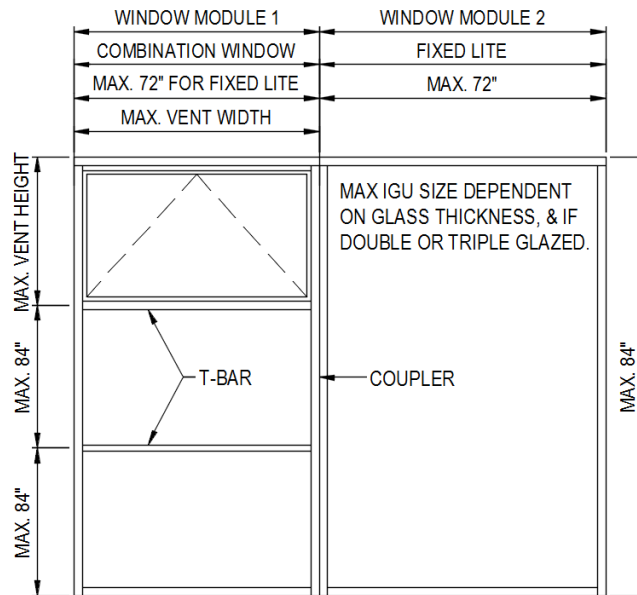 WINDOW MODULE 1
WINDOW MODULE 2
COMBINATION WINDOW
FIXED LITE
MAX. 72" FOR FIXED LITE
MAX. 72"
MAX. VENT WIDTH
MAX. VENT HEIGHT
MAX IGU SIZE DEPENDENT
ON GLASS THICKNESS, & IF
DOUBLE OR TRIPLE GLAZED.
MAX. 84"
T-BAR
COUPLER
MAX. 84"
MAX. 84"